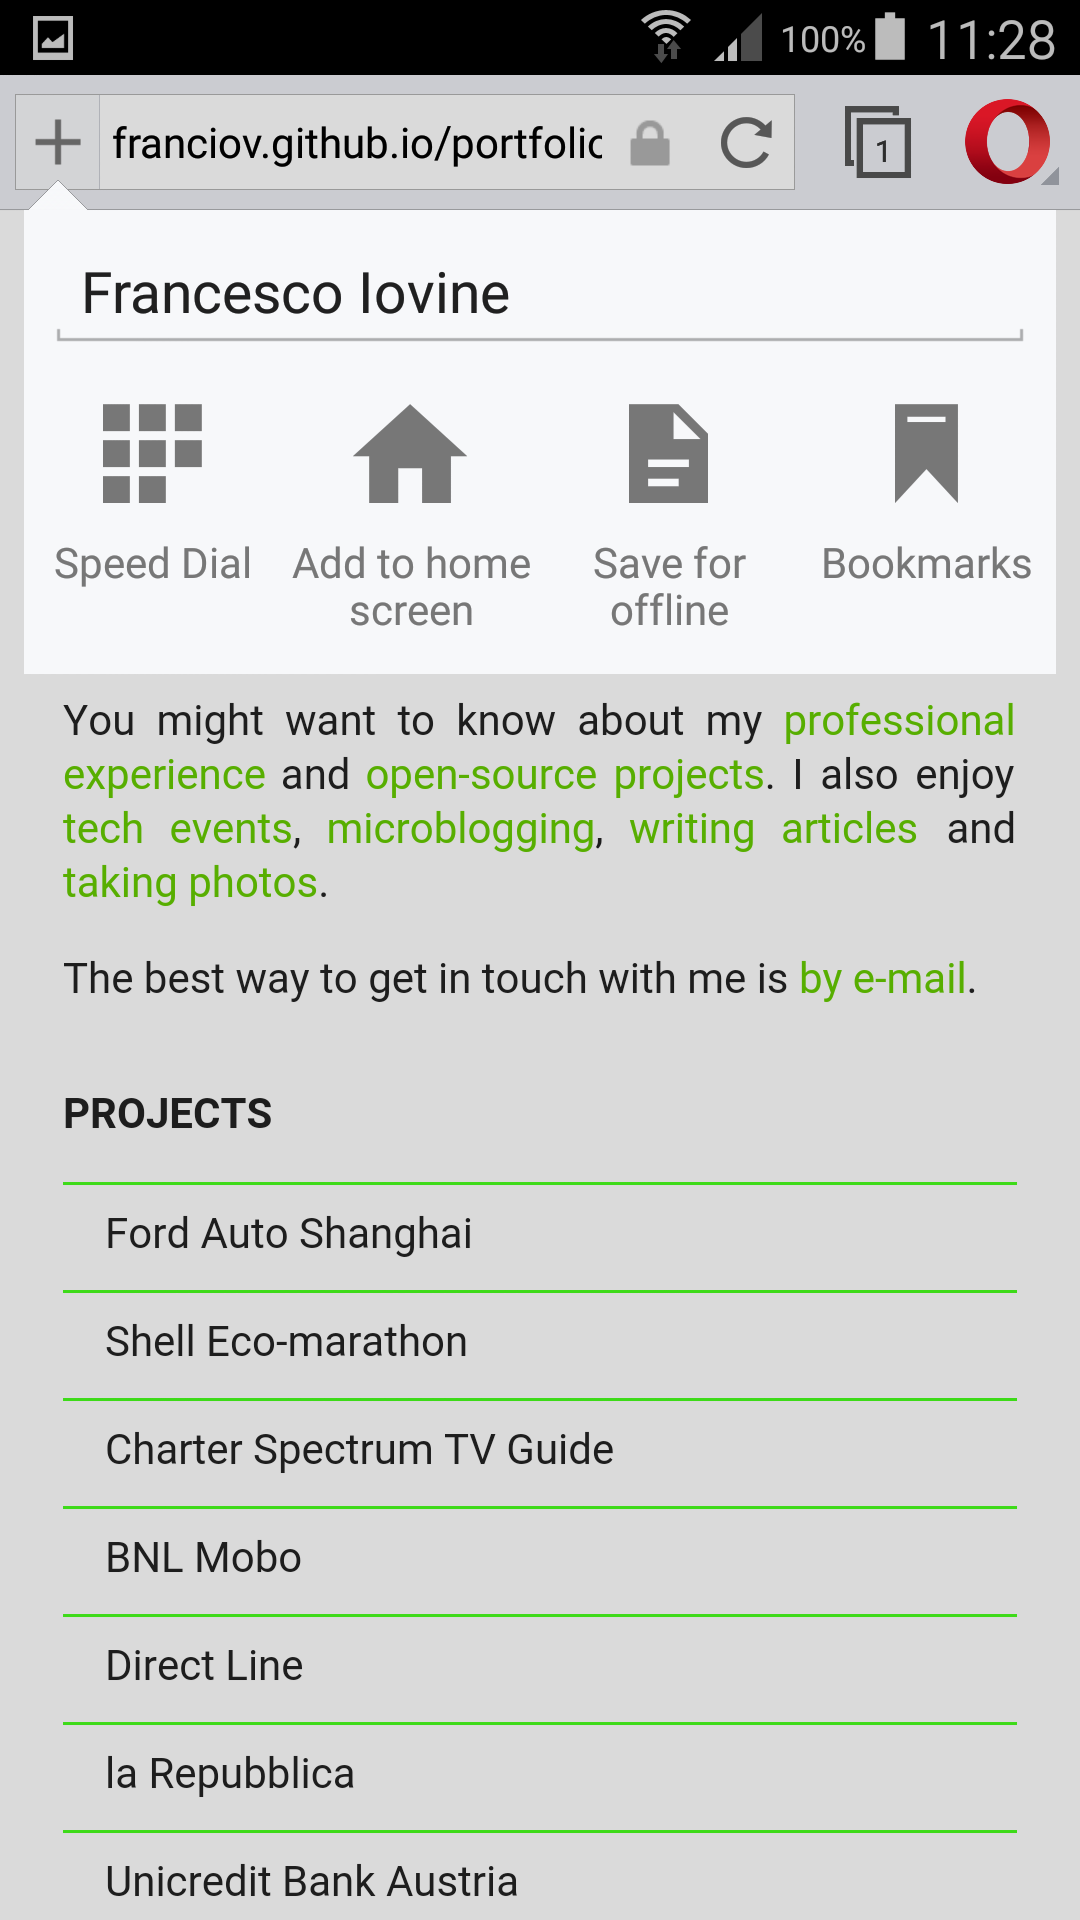 100% 11:28
franciov.github.io/portfolio
1
Francesco Iovine
Speed Dial
Add to home
screen
Save for
offline
Bookmarks
You might want to know about my professional
experience and open-source projects. I also enjoy
tech events, microblogging, writing articles and
taking photos.
The best way to get in touch with me is by e-mail.
PROJECTS
Ford Auto Shanghai
Shell Eco-marathon
Charter Spectrum TV Guide
BNL Mobo
Direct Line
la Repubblica
Unicredit Bank Austria